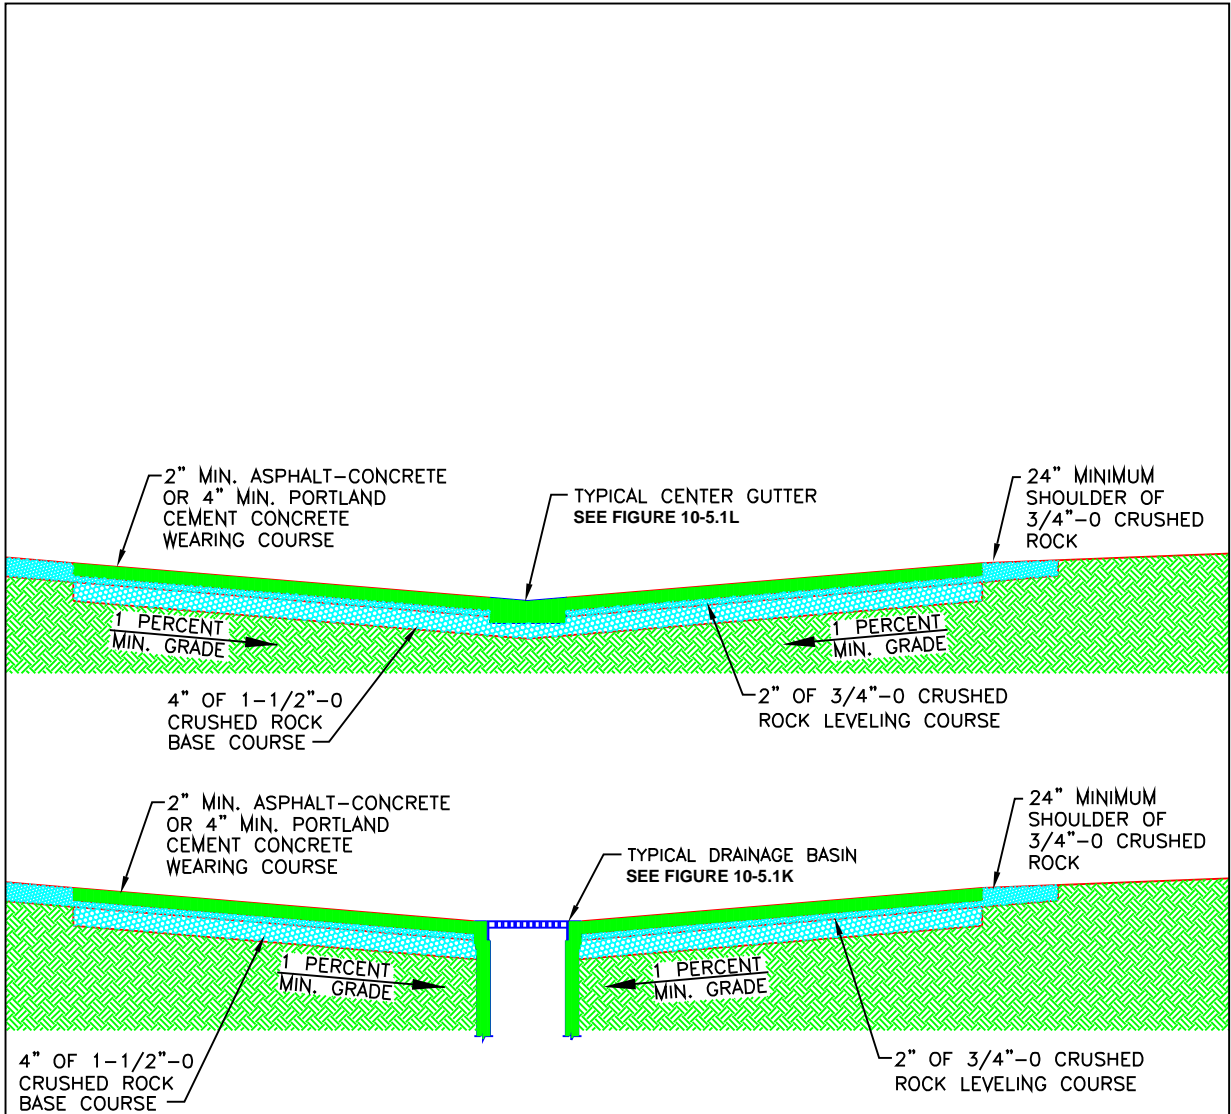 2" MIN. ASPHALT-CONCRETE
OR 4" MIN. PORTLAND
CEMENT CONCRETE
WEARING COURSE
TYPICAL CENTER GUTTER
SEE FIGURE 10-5.1L
24" MINIMUM
SHOULDER OF
3/4"-0 CRUSHED
ROCK
1 PERCENT
MIN. GRADE
1 PERCENT
MIN. GRADE
4" OF 1-1/2"-0
CRUSHED ROCK
BASE COURSE
2" OF 3/4"-0 CRUSHED
ROCK LEVELING COURSE
2" MIN. ASPHALT-CONCRETE
OR 4" MIN. PORTLAND
CEMENT CONCRETE
WEARING COURSE
TYPICAL DRAINAGE BASIN
SEE FIGURE 10-5.1K
24" MINIMUM
SHOULDER OF
3/4"-0 CRUSHED
ROCK
1 PERCENT
MIN. GRADE
1 PERCENT
MIN. GRADE
4" OF 1-1/2"-0
CRUSHED ROCK
BASE COURSE
2" OF 3/4"-0 CRUSHED
ROCK LEVELING COURSE